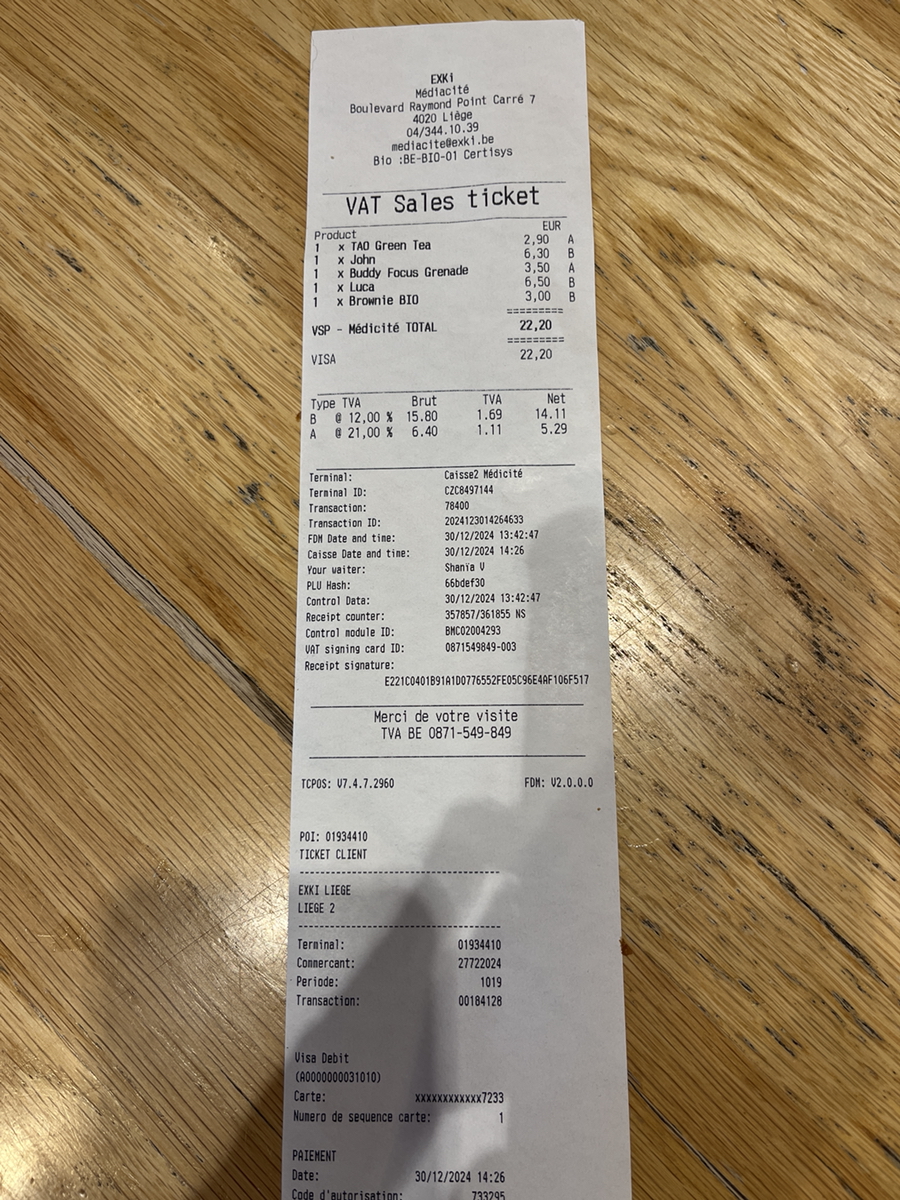 EXKi
Médiacité
Boulevard Raymond Point Carré 7
4020 Liège
04/344.10.39
mediacite@exki.be
Bio :BE-BIO-01 Certisys
VAT Sales ticket
Product EUR
1 x TAO Green Tea 2,90 A
1 x John 6,30 B
1 x Buddy Focus Grenade 3,50 A
1 x Luca 6,50 B
1 x Brownie BIO 3,00 B
=========
VSP - Médicité TOTAL 22,20
=========
VISA 22,20
Type TVA Brut TVA Net
B @ 12,00 % 15.80 1.69 14.11
A @ 21,00 % 6.40 1.11 5.29
Terminal: Caisse2 Médicité
Terminal ID: CZC8497144
Transaction: 78400
Transaction ID: 2024123014264633
FDM Date and time: 30/12/2024 13:42:47
Caisse Date and time: 30/12/2024 14:26
Your waiter: Shania V
PLU Hash: 66bdef30
Control Data: 30/12/2024 13:42:47
Receipt counter: 357857/361855 NS
Control module ID: BMC02004293
VAT signing card ID: 0871549849-003
Receipt signature:
E221C0401B91A1D0776552FE05C96E4AF106F517
Merci de votre visite
TVA BE 0871-549-849
TCPOS: V7.4.7.2960 FDM: V2.0.0.0
POI: 01934410
TICKET CLIENT
--------------------------------
EXKI LIEGE
LIEGE 2
--------------------------------
Terminal: 01934410
Commercant: 27722024
Periode: 1019
Transaction: 00184128
Visa Debit
(A0000000031010)
Carte: xxxxxxxxxxxx7233
Numero de sequence carte: 1
PAIEMENT
Date: 30/12/2024 14:26
Code d'autorisation: 733295